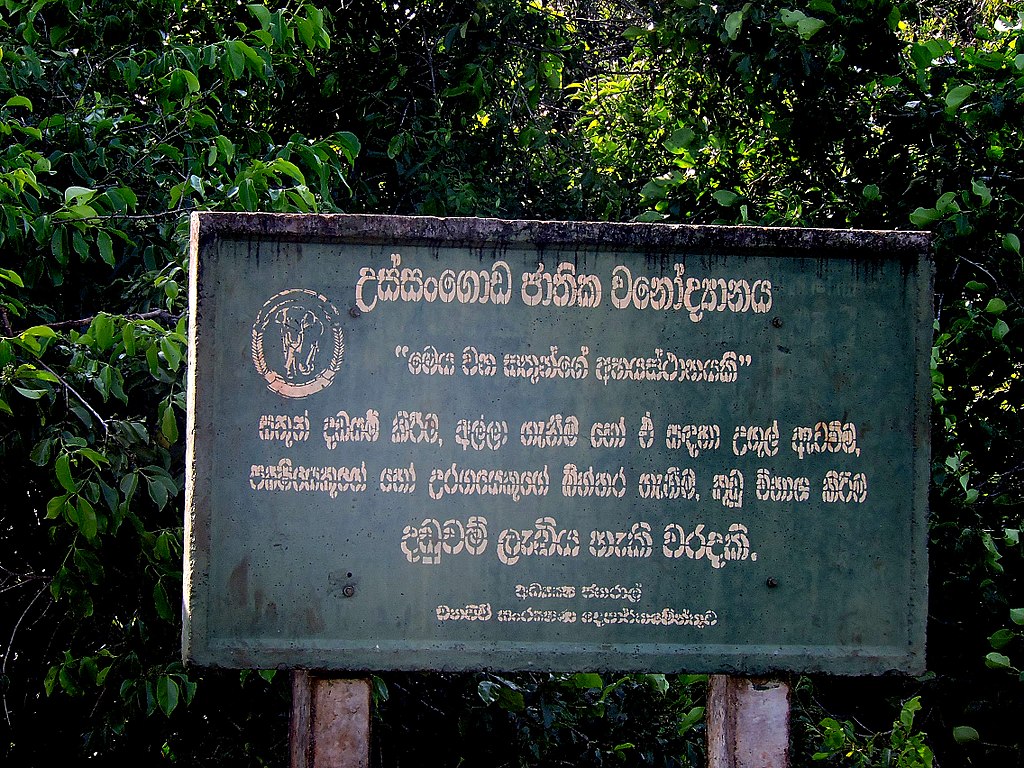 උස්සංගොඩ ජාතික වනෝද්‍යානය
“මෙය වන සතුන්ගේ අභයස්ථානයකි”
සතුන් දඩයම් කිරීම, අල්ලා ගැනීම හෝ ඒ සඳහා උගුල් ඇටවීම,
පක්ෂියෙකුගේ හෝ උරගයෙකුගේ බිත්තර ගැනීම, කූඩු විනාශ කිරීම
දඬුවම් ලැබිය හැකි වරදකි.
අධ්‍යක්ෂ ජනරාල්
වනජීවී සංරක්ෂණ දෙපාර්තමේන්තුව